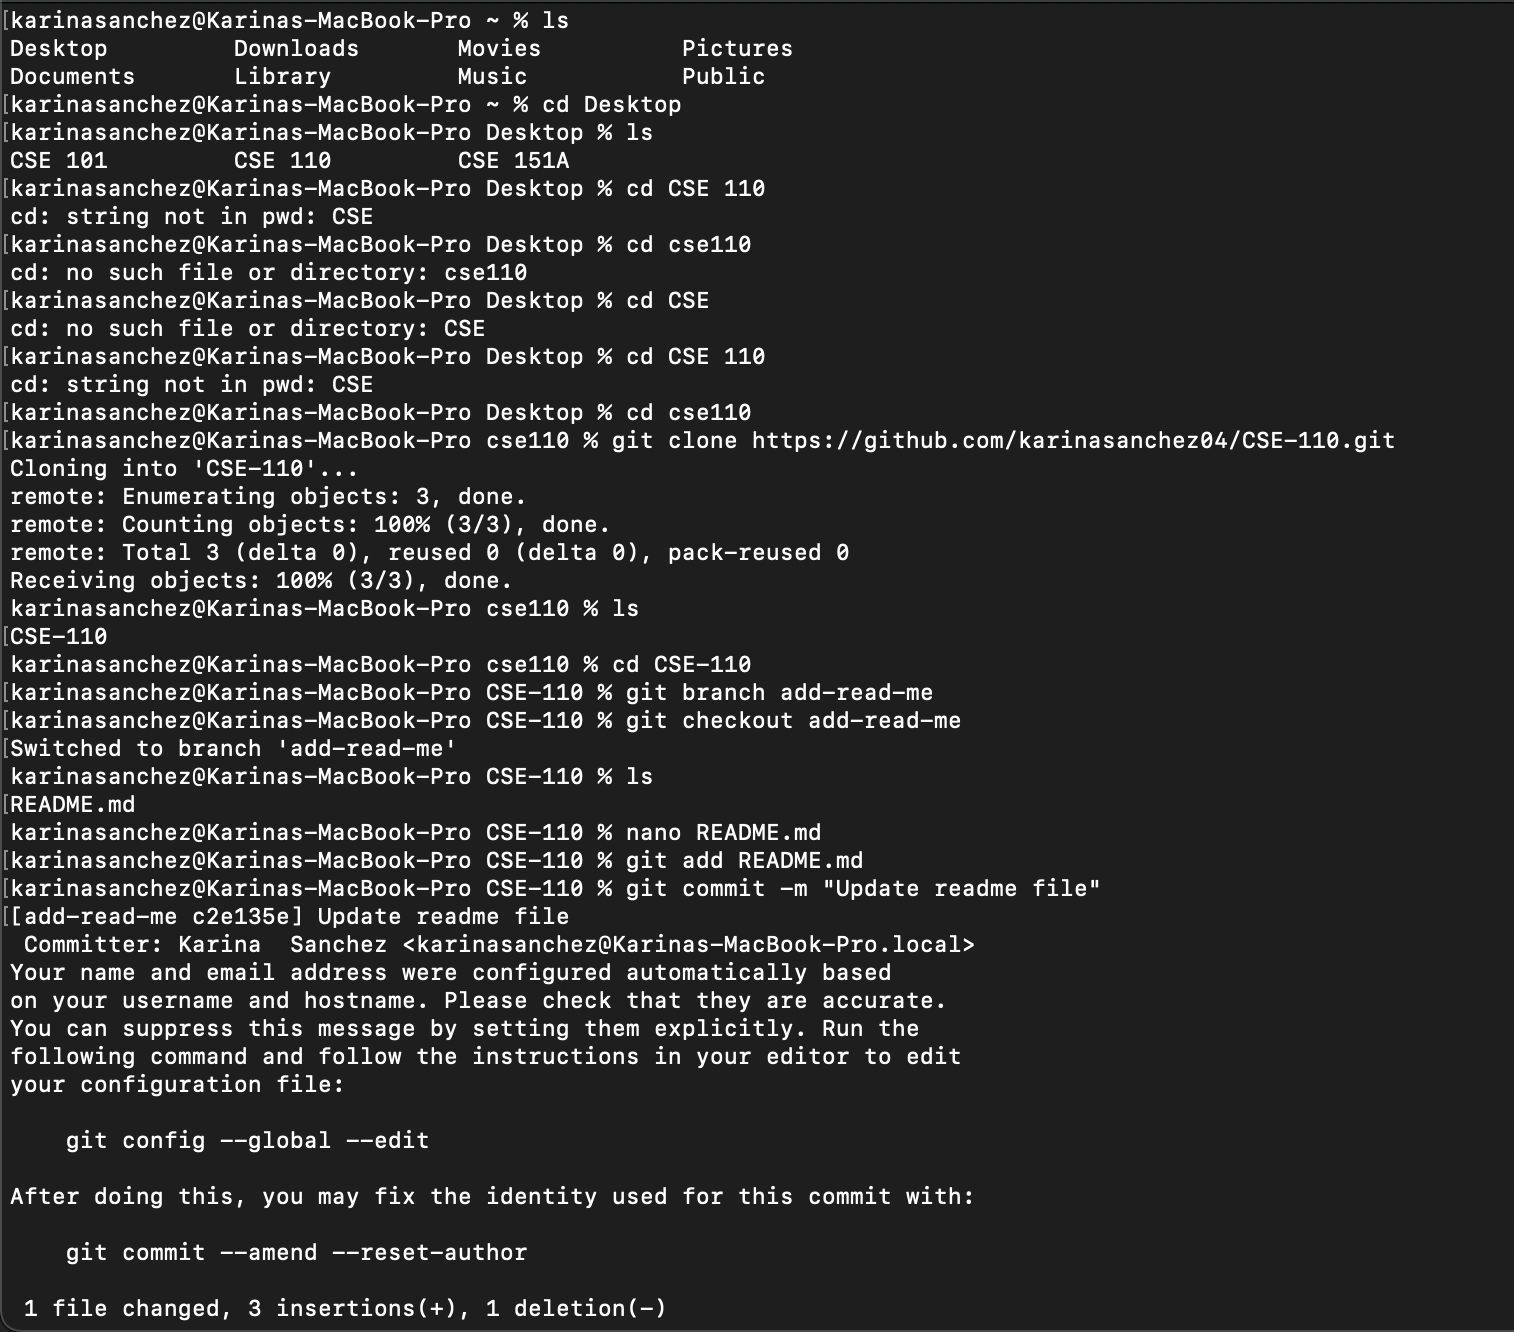 [karinasanchez@Karinas-MacBook-Pro ~ % ls
Desktop         Downloads       Movies          Pictures
Documents       Library         Music           Public
[karinasanchez@Karinas-MacBook-Pro ~ % cd Desktop
[karinasanchez@Karinas-MacBook-Pro Desktop % ls
CSE 101         CSE 110         CSE 151A
[karinasanchez@Karinas-MacBook-Pro Desktop % cd CSE 110
cd: string not in pwd: CSE
[karinasanchez@Karinas-MacBook-Pro Desktop % cd cse110
cd: no such file or directory: cse110
[karinasanchez@Karinas-MacBook-Pro Desktop % cd CSE
cd: no such file or directory: CSE
[karinasanchez@Karinas-MacBook-Pro Desktop % cd CSE 110
cd: string not in pwd: CSE
[karinasanchez@Karinas-MacBook-Pro Desktop % cd cse110
[karinasanchez@Karinas-MacBook-Pro cse110 % git clone https://github.com/karinasanchez04/CSE-110.git
Cloning into 'CSE-110'...
remote: Enumerating objects: 3, done.
remote: Counting objects: 100% (3/3), done.
remote: Total 3 (delta 0), reused 0 (delta 0), pack-reused 0
Receiving objects: 100% (3/3), done.
karinasanchez@Karinas-MacBook-Pro cse110 % ls
[CSE-110
karinasanchez@Karinas-MacBook-Pro cse110 % cd CSE-110
[karinasanchez@Karinas-MacBook-Pro CSE-110 % git branch add-read-me
[karinasanchez@Karinas-MacBook-Pro CSE-110 % git checkout add-read-me
[Switched to branch 'add-read-me'
karinasanchez@Karinas-MacBook-Pro CSE-110 % ls
[README.md
karinasanchez@Karinas-MacBook-Pro CSE-110 % nano README.md
[karinasanchez@Karinas-MacBook-Pro CSE-110 % git add README.md
[karinasanchez@Karinas-MacBook-Pro CSE-110 % git commit -m "Update readme file"
[[add-read-me c2e135e] Update readme file
 Committer: Karina  Sanchez <karinasanchez@Karinas-MacBook-Pro.local>
Your name and email address were configured automatically based
on your username and hostname. Please check that they are accurate.
You can suppress this message by setting them explicitly. Run the
following command and follow the instructions in your editor to edit
your configuration file:
    git config --global --edit
After doing this, you may fix the identity used for this commit with:
    git commit --amend --reset-author
 1 file changed, 3 insertions(+), 1 deletion(-)